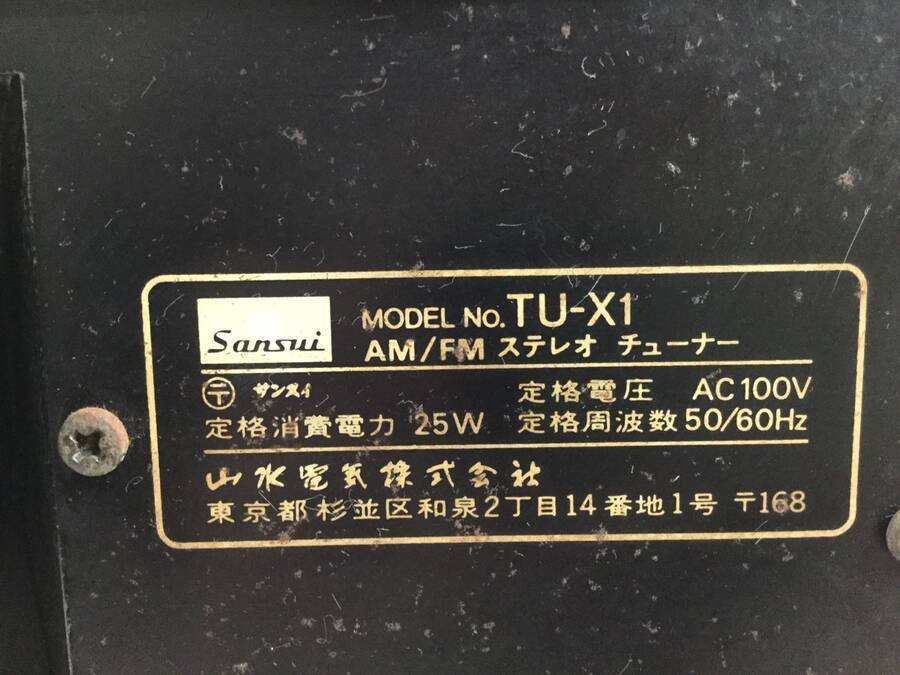 Sansui
MODEL No. TU-X1
AM/FM ステレオ チューナー
〒 サンスイ 定格電圧 AC100V
定格消費電力 25W 定格周波数 50/60Hz
山水電気株式会社
東京都杉並区和泉2丁目14番地1号 〒168